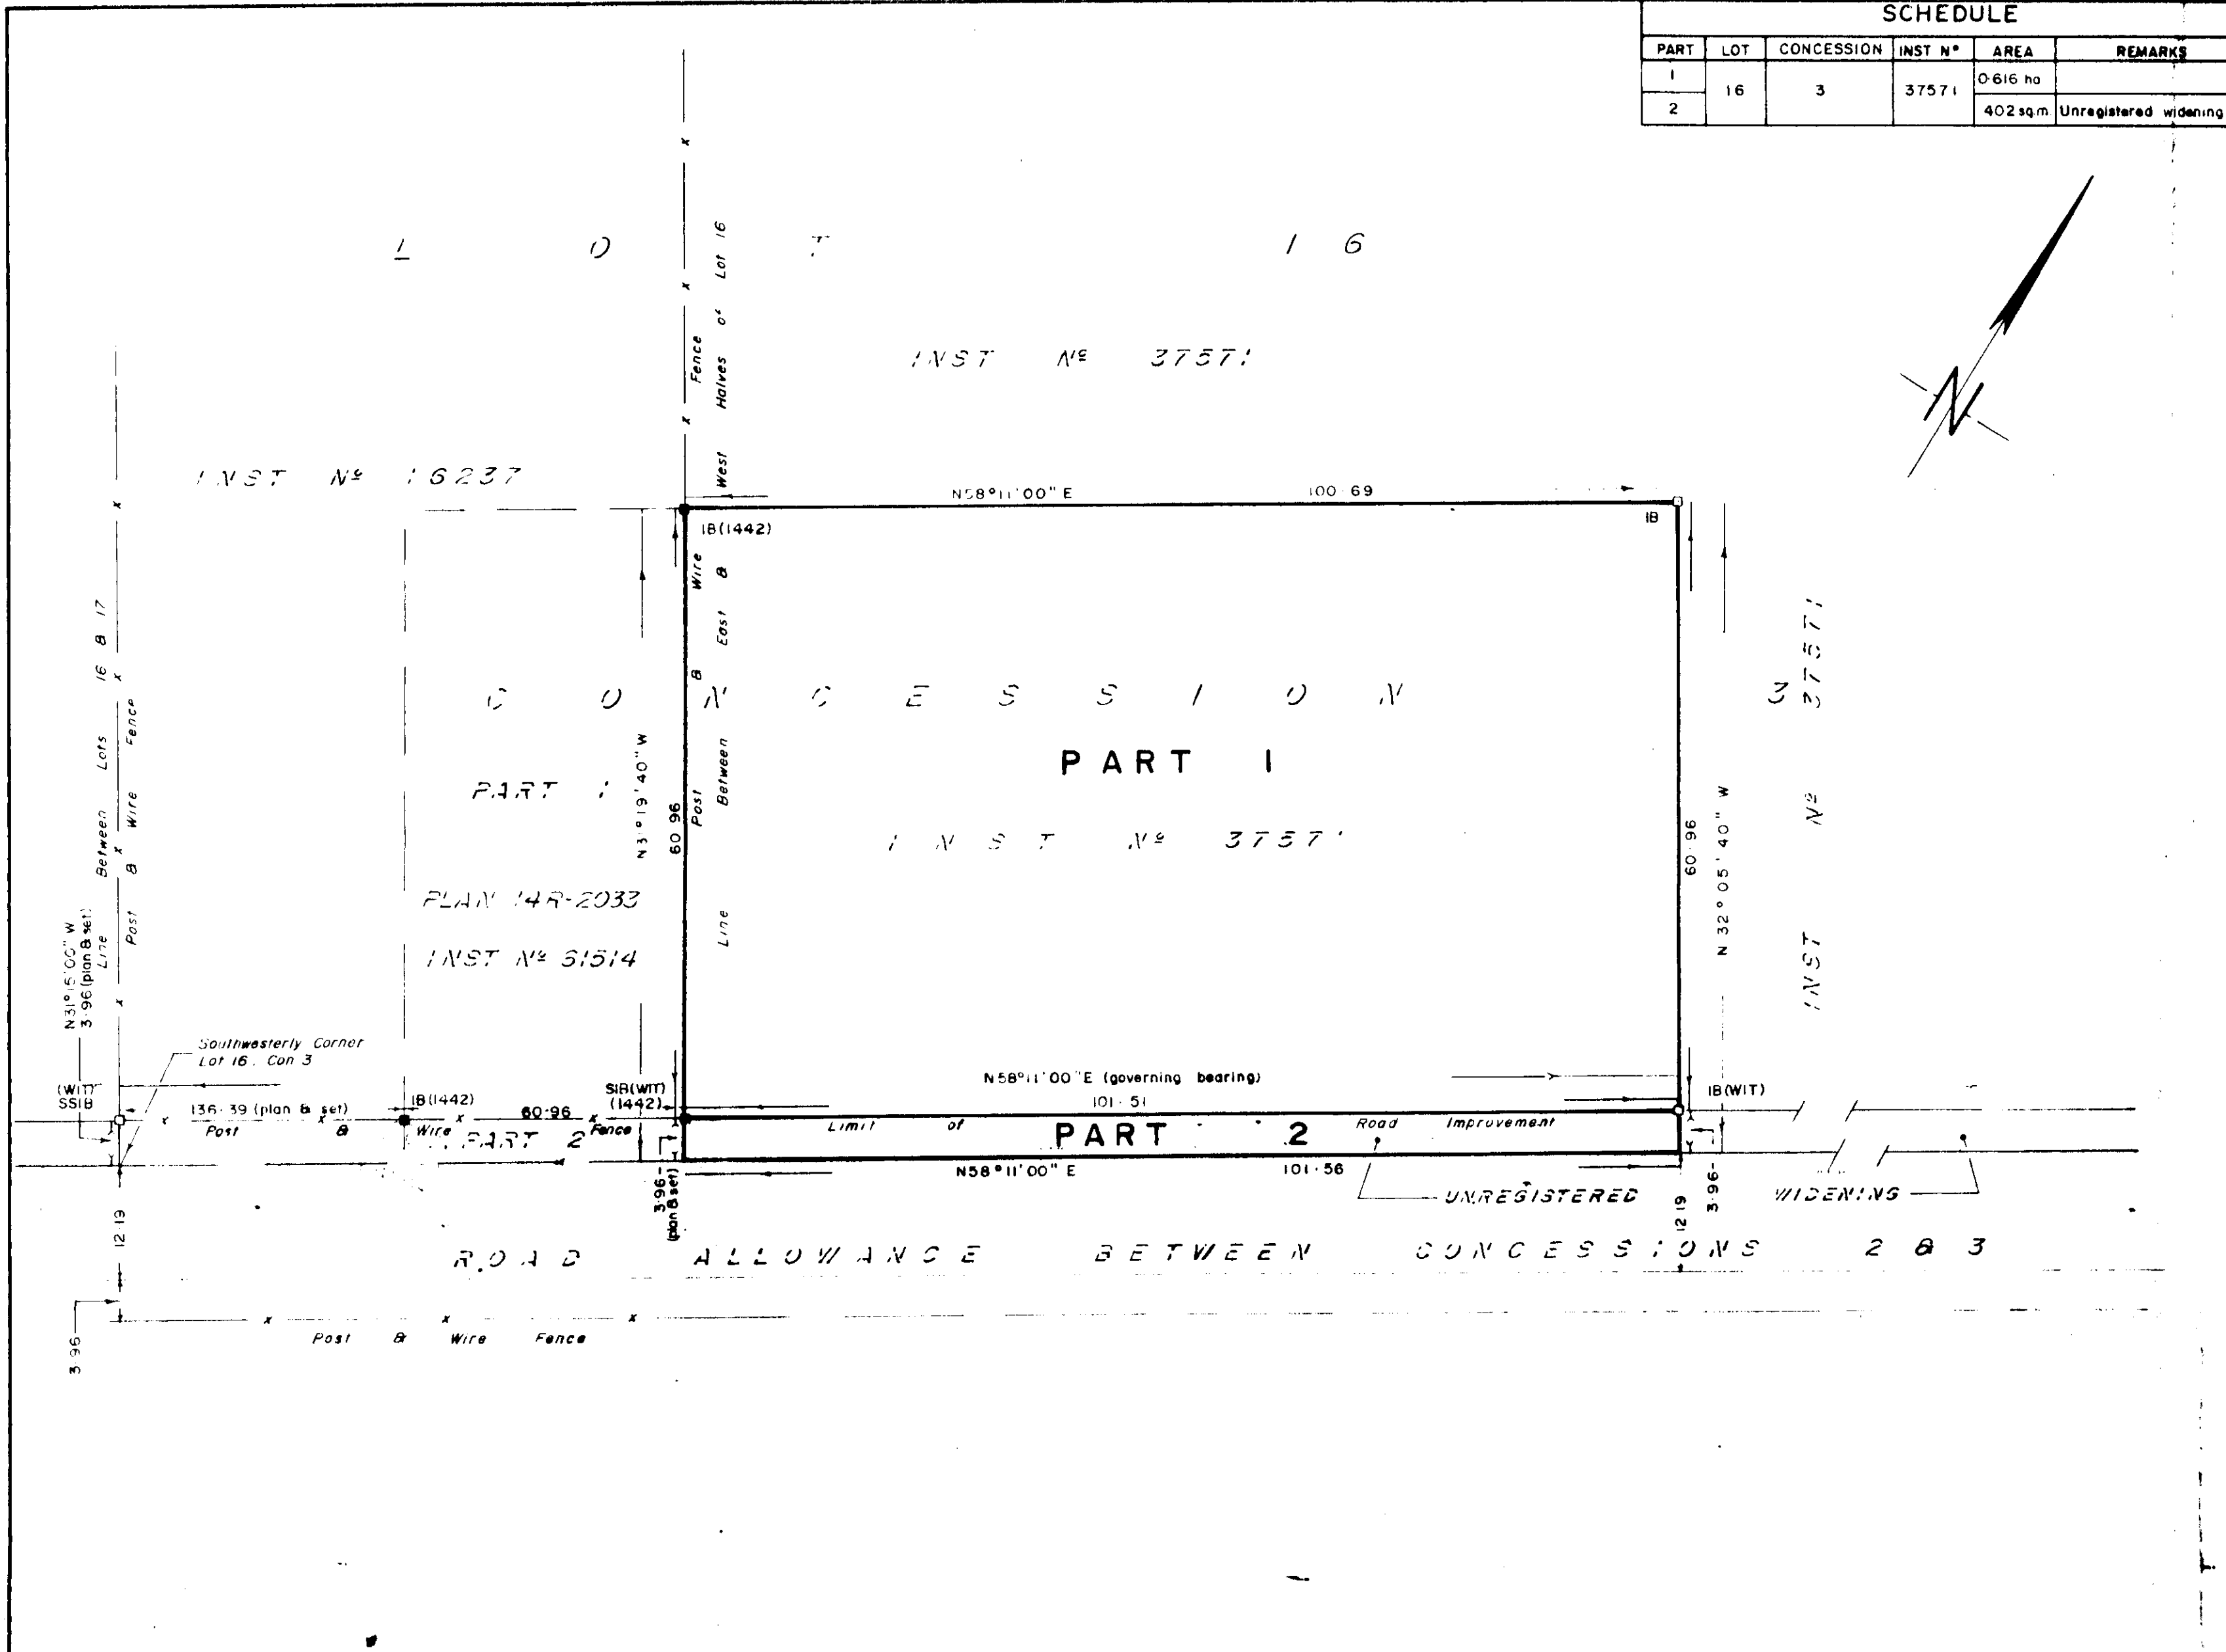 SCHEDULE
PART LOT CONCESSION INST Nº AREA REMARKS
1 16 3 37571 0·616 ha
2 402 sq.m Unregistered widening
LOT 16
INST Nº 37571
INST Nº 16237
Post & Wire Fence
Line Between East & West Halves of Lot 16
N58°11'00"E 100·69
IB(1442)
IB
Line Between Lots 16 & 17
Post & Wire Fence
CONCESSION 3
PART 1
PART 1
N31°19'40"W
60·96
INST Nº 37571
60·96
N32°05'40"W
INST Nº 37571
PLAN 14R-2033
INST Nº 61514
N31°15'00"W
3·96(plan & set)
Southwesterly Corner
Lot 16, Con 3
(WIT)
SSIB
136·39 (plan & set)
IB(1442)
60·96
SIB(WIT)
(1442)
N58°11'00"E (governing bearing)
101·51
IB(WIT)
Post & Wire Fence
PART 2
Limit of Road Improvement
PART 2
3·96
(plan & set)
N58°11'00"E 101·56
UNREGISTERED WIDENING
12·19
3·96
12·19
ROAD ALLOWANCE BETWEEN CONCESSIONS 2 & 3
3·96
Post & Wire Fence
N